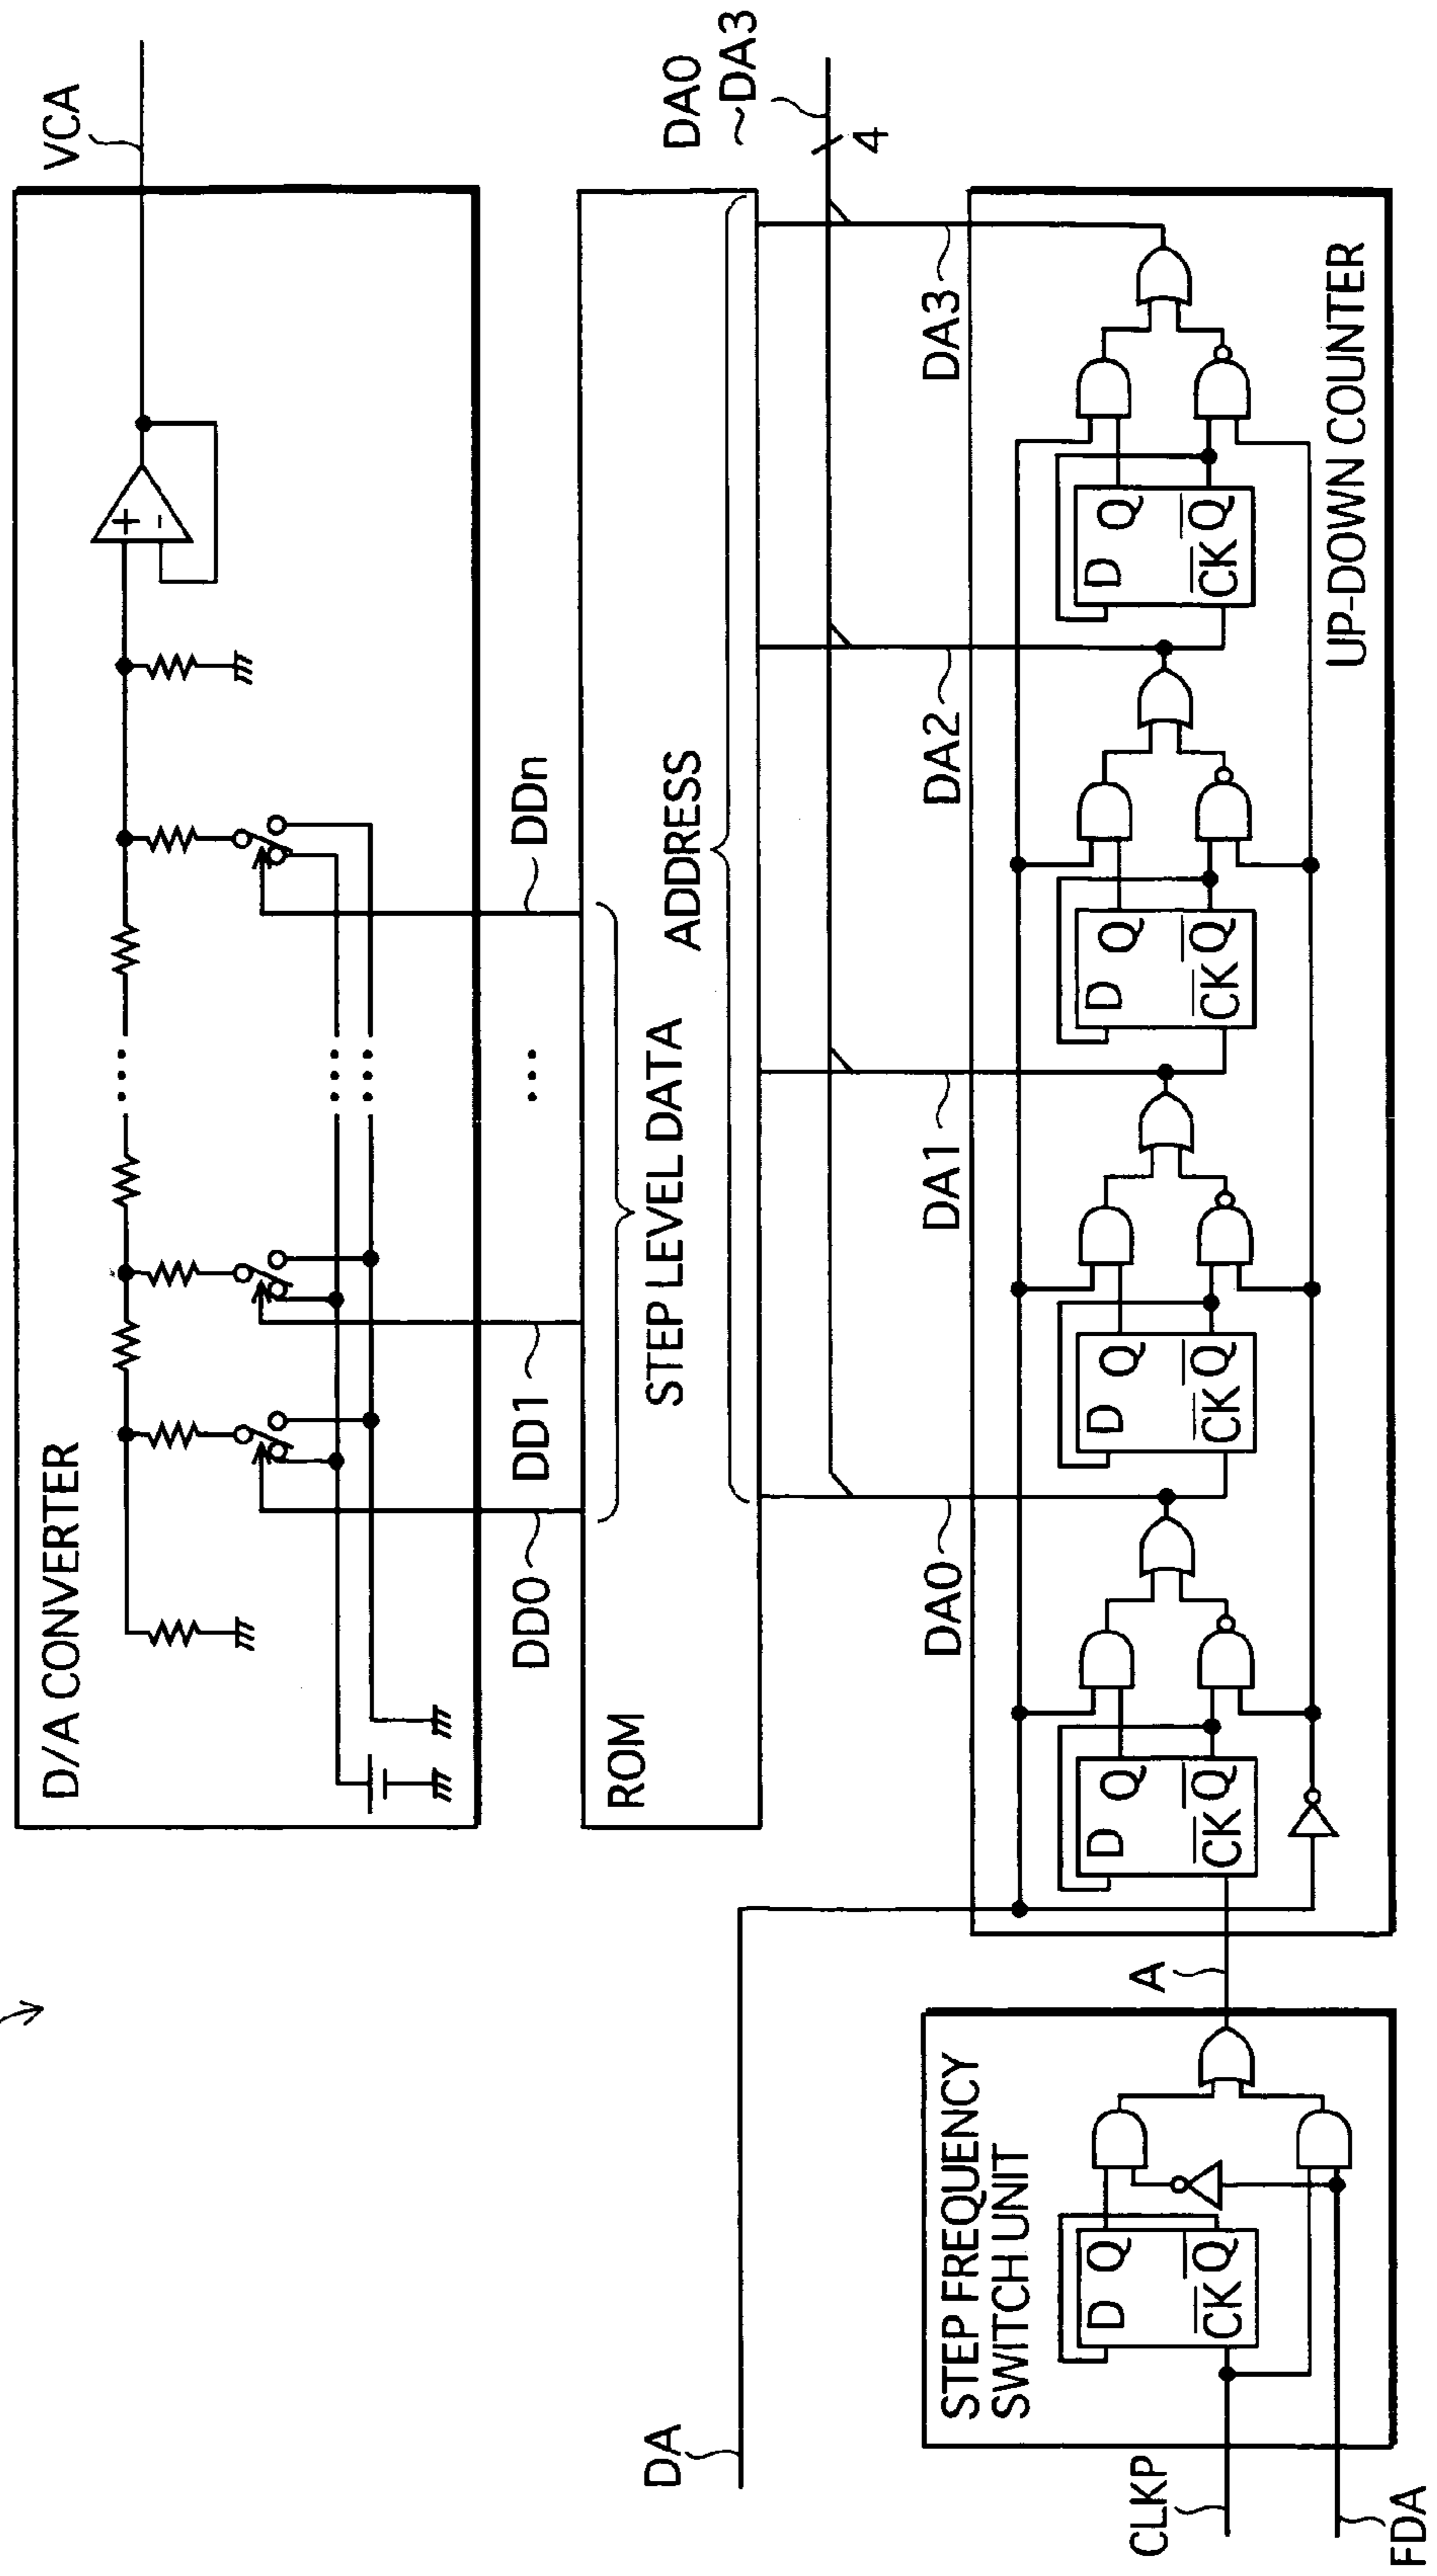 D/A CONVERTER
VCA
+
-
DD0
DD1
...
DDn
ROM
STEP LEVEL DATA
ADDRESS
DA0
~DA3
4
DA
DA0
DA1
DA2
DA3
STEP FREQUENCY
SWITCH UNIT
D Q
CK Q
CLKP
FDA
A
D Q
CK Q
D Q
CK Q
D Q
CK Q
D Q
CK Q
UP-DOWN COUNTER